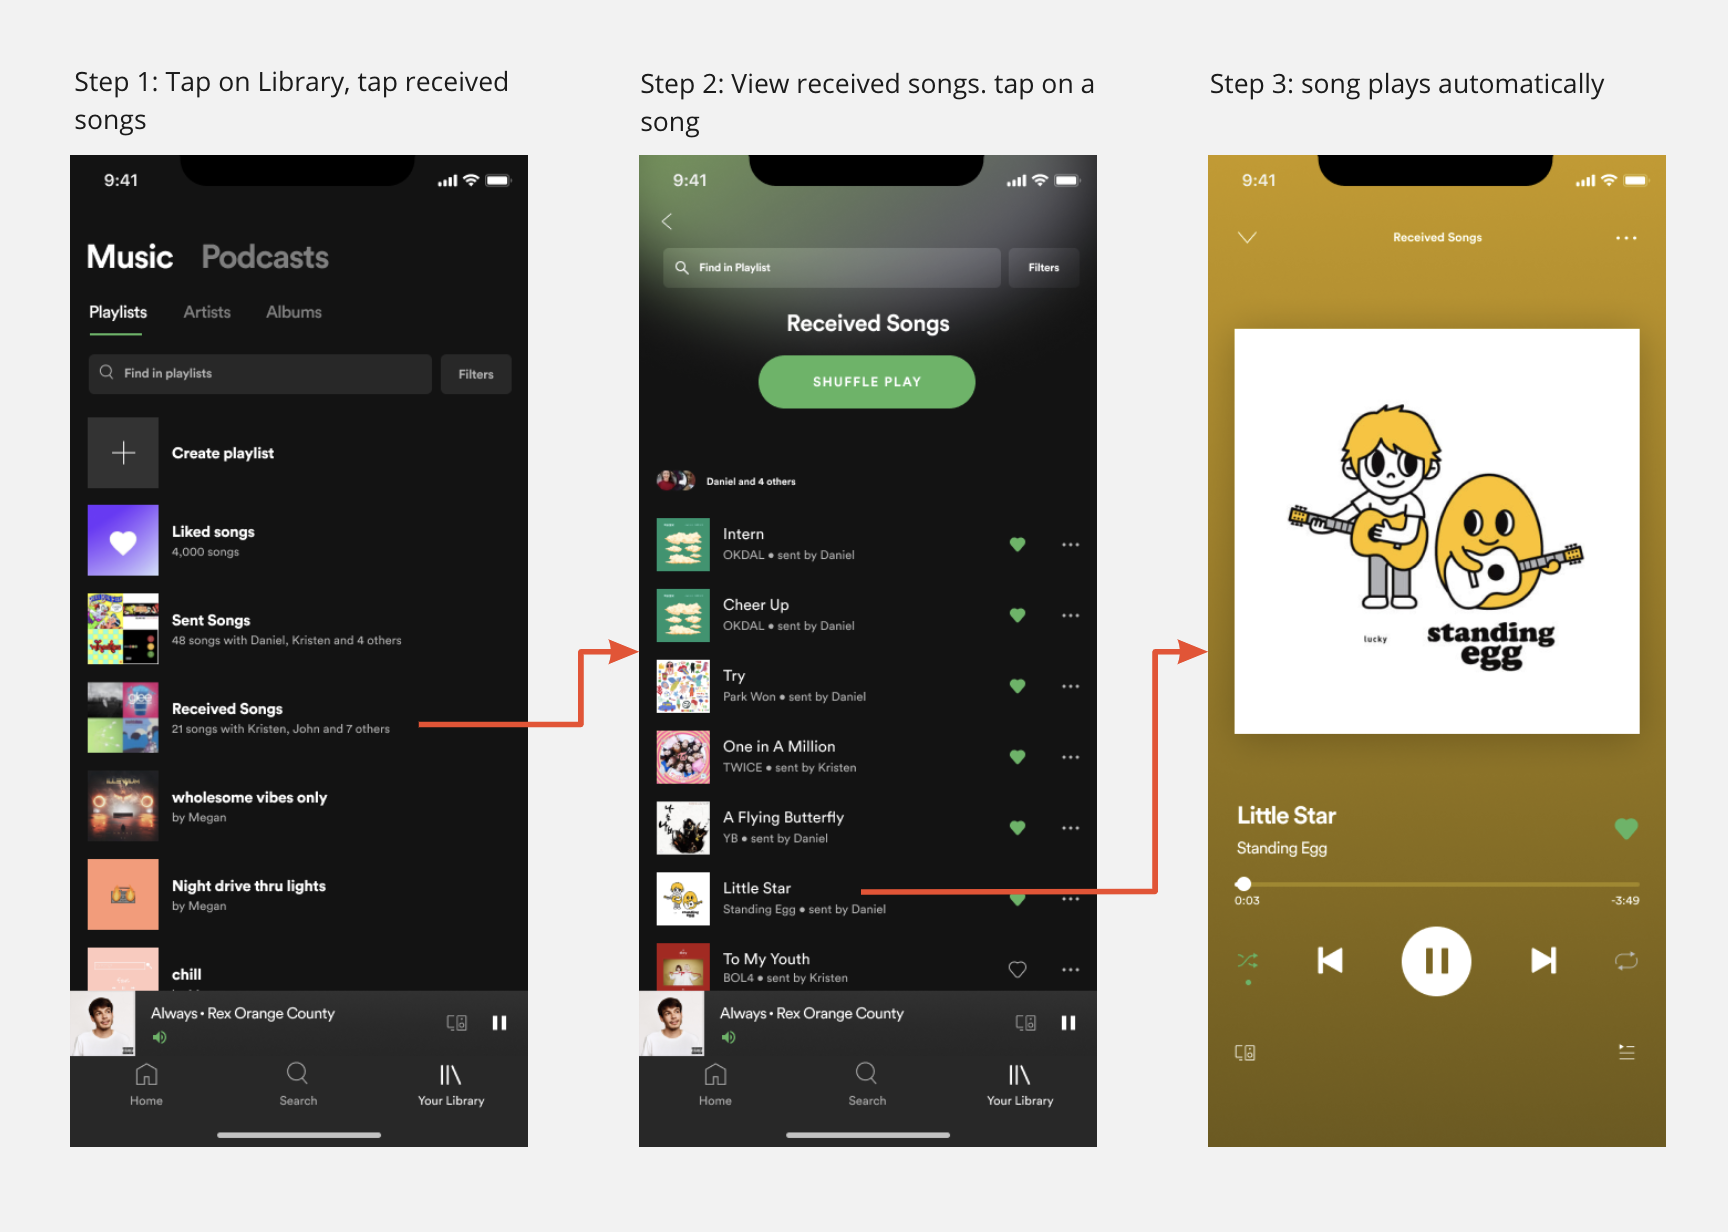 Step 1: Tap on Library, tap received
songs
9:41
Music Podcasts
Playlists Artists Albums
Find in playlists Filters
Create playlist
Liked songs
4,000 songs
Sent Songs
48 songs with Daniel, Kristen and 4 others
Received Songs
21 songs with Kristen, John and 7 others
wholesome vibes only
by Megan
Night drive thru lights
by Megan
chill
Always • Rex Orange County
Home Search Your Library
Step 2: View received songs. tap on a
song
9:41
Find in Playlist Filters
Received Songs
SHUFFLE PLAY
Daniel and 4 others
Intern
OKDAL • sent by Daniel
Cheer Up
OKDAL • sent by Daniel
Try
Park Won • sent by Daniel
One in A Million
TWICE • sent by Kristen
A Flying Butterfly
YB • sent by Daniel
Little Star
Standing Egg • sent by Daniel
To My Youth
BOL4 • sent by Kristen
Always • Rex Orange County
Home Search Your Library
Step 3: song plays automatically
9:41
Received Songs
lucky
standing
egg
Little Star
Standing Egg
0:03 -3:49